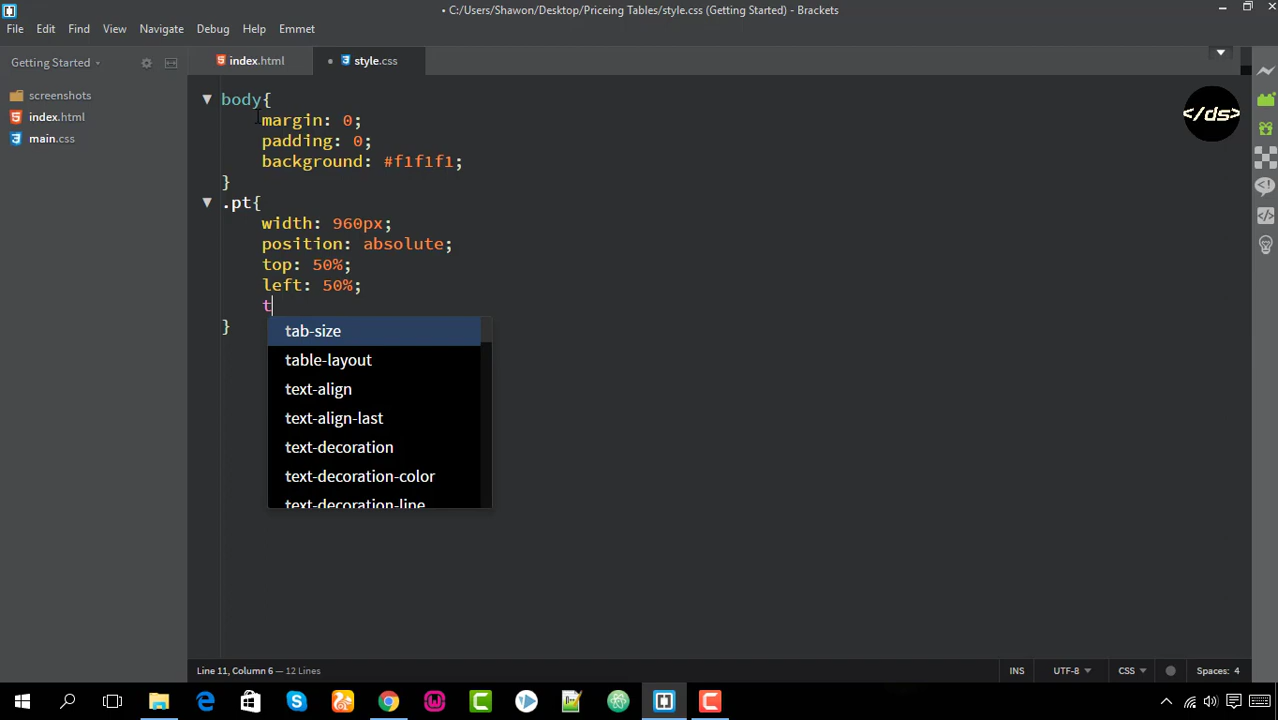 • C:/Users/Shawon/Desktop/Priceing Tables/style.css (Getting Started) - Brackets
File Edit Find View Navigate Debug Help Emmet
Getting Started
index.html
• style.css
screenshots
index.html
main.css
body{
margin: 0;
padding: 0;
background: #f1f1f1;
}
.pt{
width: 960px;
position: absolute;
top: 50%;
left: 50%;
t
}
tab-size
table-layout
text-align
text-align-last
text-decoration
text-decoration-color
text-decoration-line
</ds>
Line 11, Column 6 — 12 Lines
INS UTF-8 CSS Spaces: 4